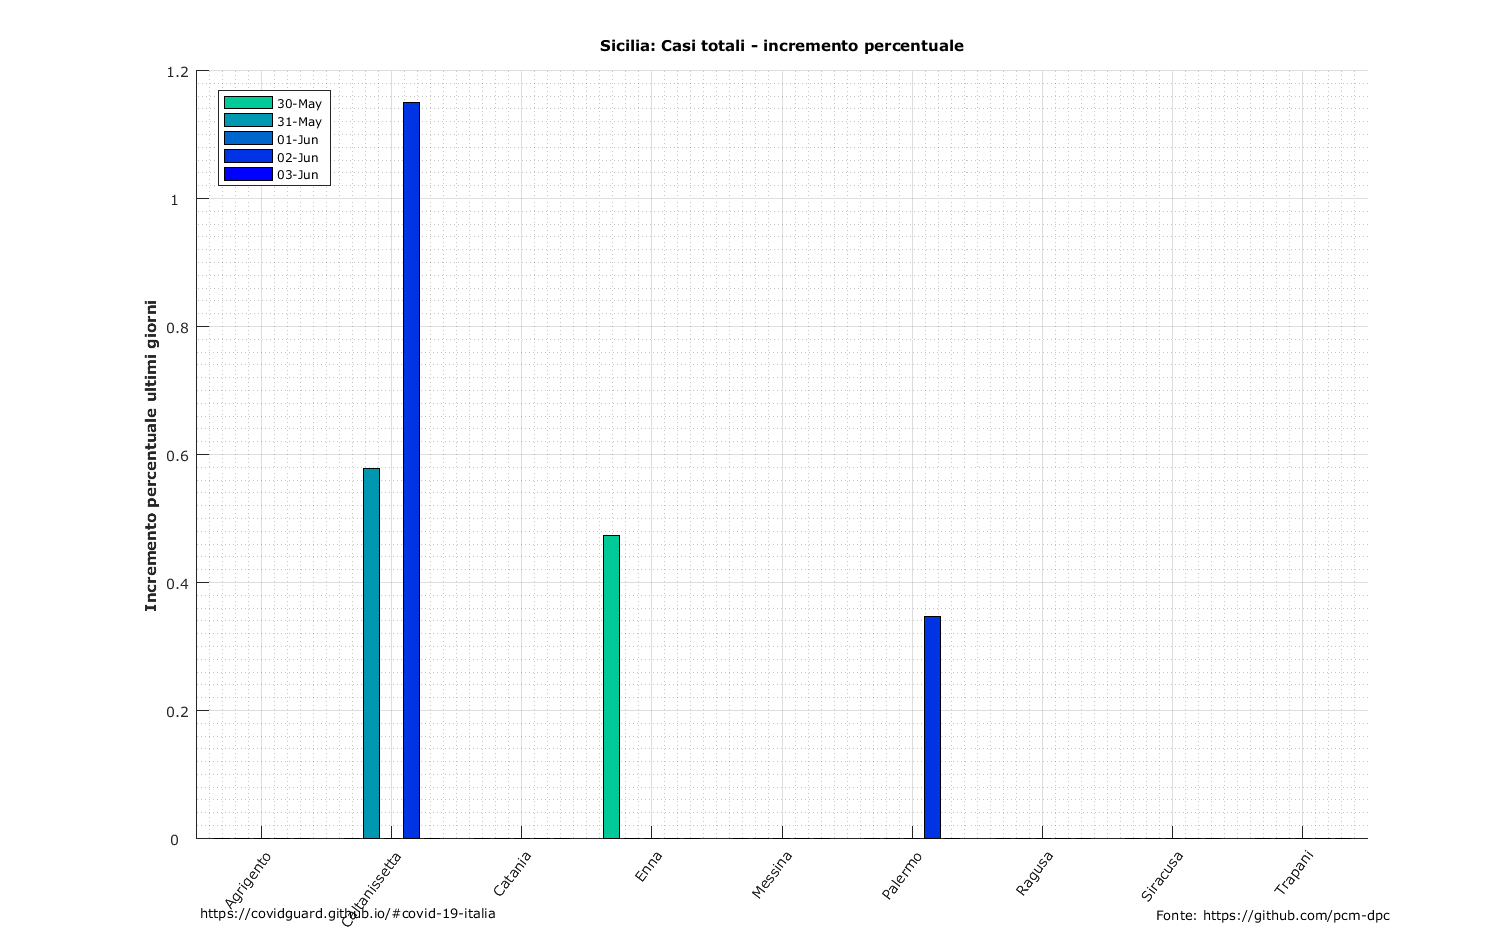 Sicilia: Casi totali - incremento percentuale
1.2
1
0.8
0.6
0.4
0.2
0
Incremento percentuale ultimi giorni
30-May
31-May
01-Jun
02-Jun
03-Jun
Agrigento
Caltanissetta
Catania
Enna
Messina
Palermo
Ragusa
Siracusa
Trapani
https://covidguard.github.io/#covid-19-italia
Fonte: https://github.com/pcm-dpc